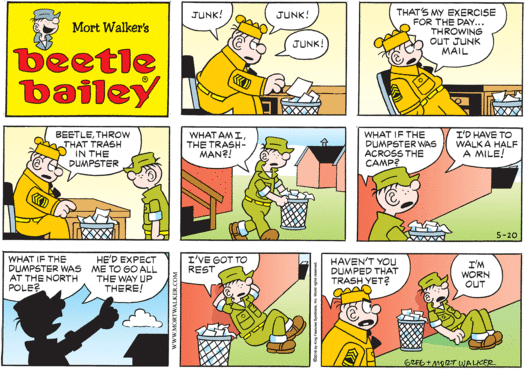 Mort Walker's
beetle
bailey®
JUNK!
JUNK!
JUNK!
THAT'S MY EXERCISE
FOR THE DAY...
THROWING
OUT JUNK
MAIL
BEETLE, THROW
THAT TRASH
IN THE
DUMPSTER
WHAT AM I,
THE TRASH-
MAN?!
WHAT IF THE
DUMPSTER WAS
ACROSS THE
CAMP?
I'D HAVE TO
WALK A HALF
A MILE!
5-20
WHAT IF THE
DUMPSTER WAS
AT THE NORTH
POLE?
HE'D EXPECT
ME TO GO ALL
THE WAY UP
THERE!
WWW.MORTWALKER.COM
I'VE GOT TO
REST
HAVEN'T YOU
DUMPED THAT
TRASH YET?
I'M
WORN
OUT
GREG + MORT WALKER